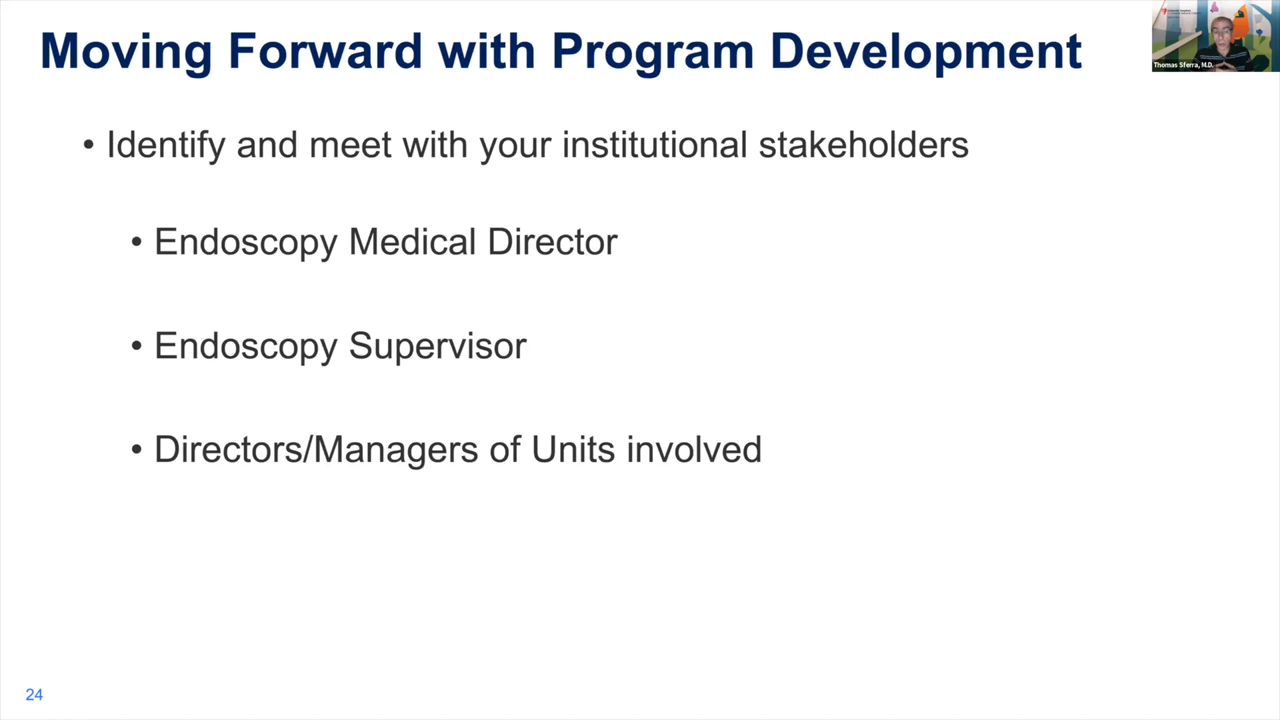 Moving Forward with Program Development
Thomas Sferra, M.D.
• Identify and meet with your institutional stakeholders
• Endoscopy Medical Director
• Endoscopy Supervisor
• Directors/Managers of Units involved
24